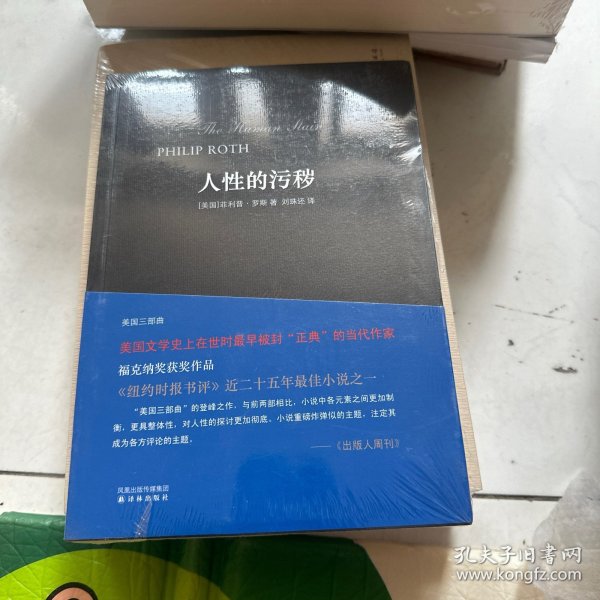 The Human Stain
PHILIP ROTH
人性的污秽
[美国]菲利普·罗斯 著 刘珠还 译
美国三部曲
美国文学史上在世时最早被封“正典”的当代作家
福克纳奖获奖作品
《纽约时报书评》近二十五年最佳小说之一
“美国三部曲”的登峰之作，与前两部相比，小说中各元素之间更加制
衡，更具整体性，对人性的探讨更加彻底。小说重磅炸弹似的主题，注定其
成为各方评论的主题。
——《出版人周刊》
凤凰出版传媒集团
译林出版社
孔夫子旧书网
www.kongfz.com